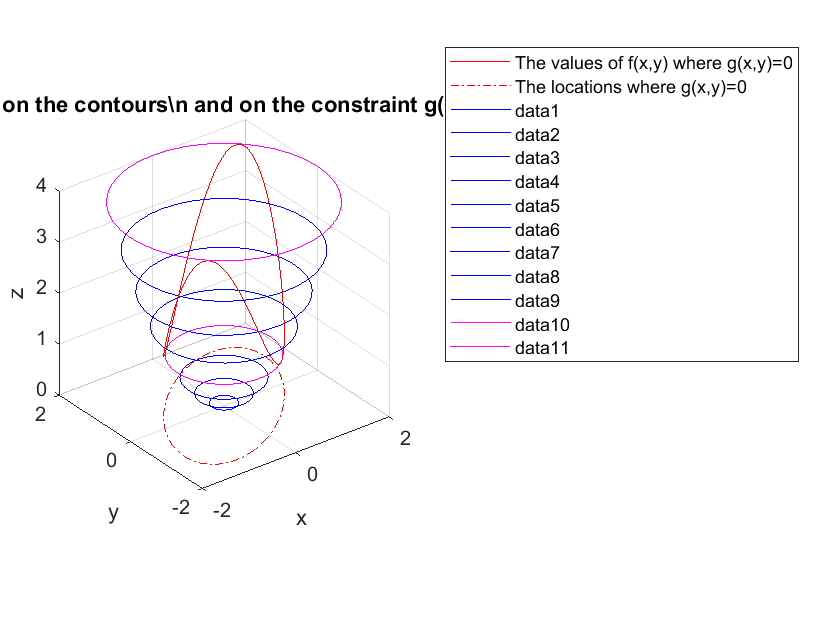 on the contours\n and on the constraint g(
The values of f(x,y) where g(x,y)=0
The locations where g(x,y)=0
data1
data2
data3
data4
data5
data6
data7
data8
data9
data10
data11
4
3
2
1
0
z
2
0
-2
y
-2
0
2
x